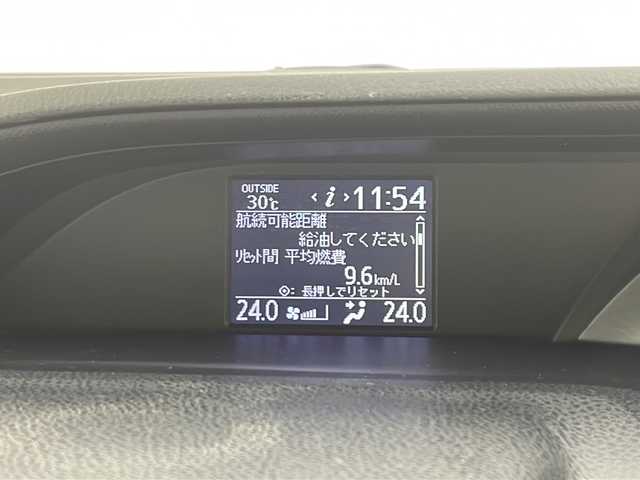 OUTSIDE
30℃ ‹ i › 11:54
航続可能距離
給油してください
リセット間 平均燃費
9.6 km/L
⊙: 長押しでリセット
24.0 24.0